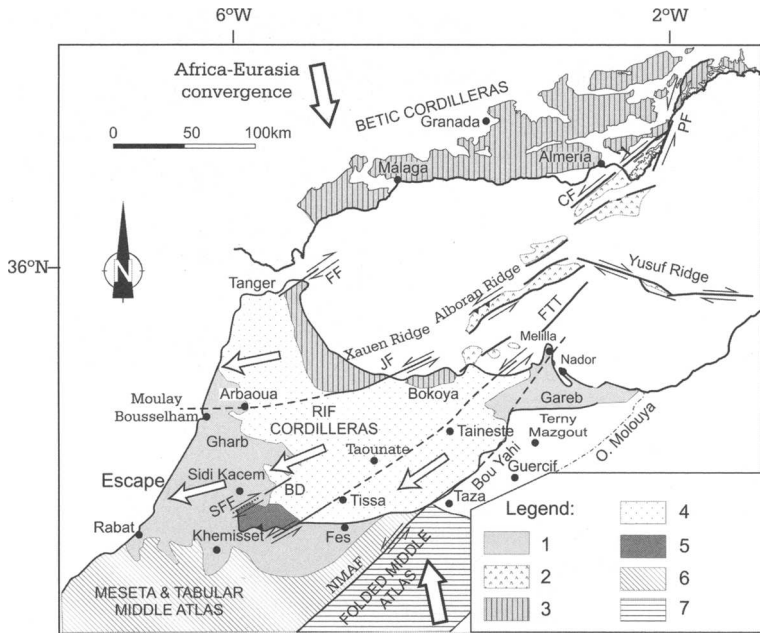 6°W
2°W
Africa-Eurasia
convergence
0
50
100km
BETIC CORDILLERAS
Granada
Malaga
Almeria
PF
CF
36°N
N
Tanger
FF
Yusuf Ridge
Alboran Ridge
Xauen Ridge
JF
FTT
Melilla
Nador
Bokoya
Gareb
Moulay
Bousselham
Arbaoua
RIF
CORDILLERAS
Gharb
Taounate
Taineste
Terny
Mazgout
O. Molouya
Bou Yahi
Guercif
Escape
Sidi Kacem
SFF
BD
Tissa
Taza
Rabat
Khemisset
Fes
NMAF
FOLDED MIDDLE
ATLAS
MESETA & TABULAR
MIDDLE ATLAS
Legend:
1
2
3
4
5
6
7